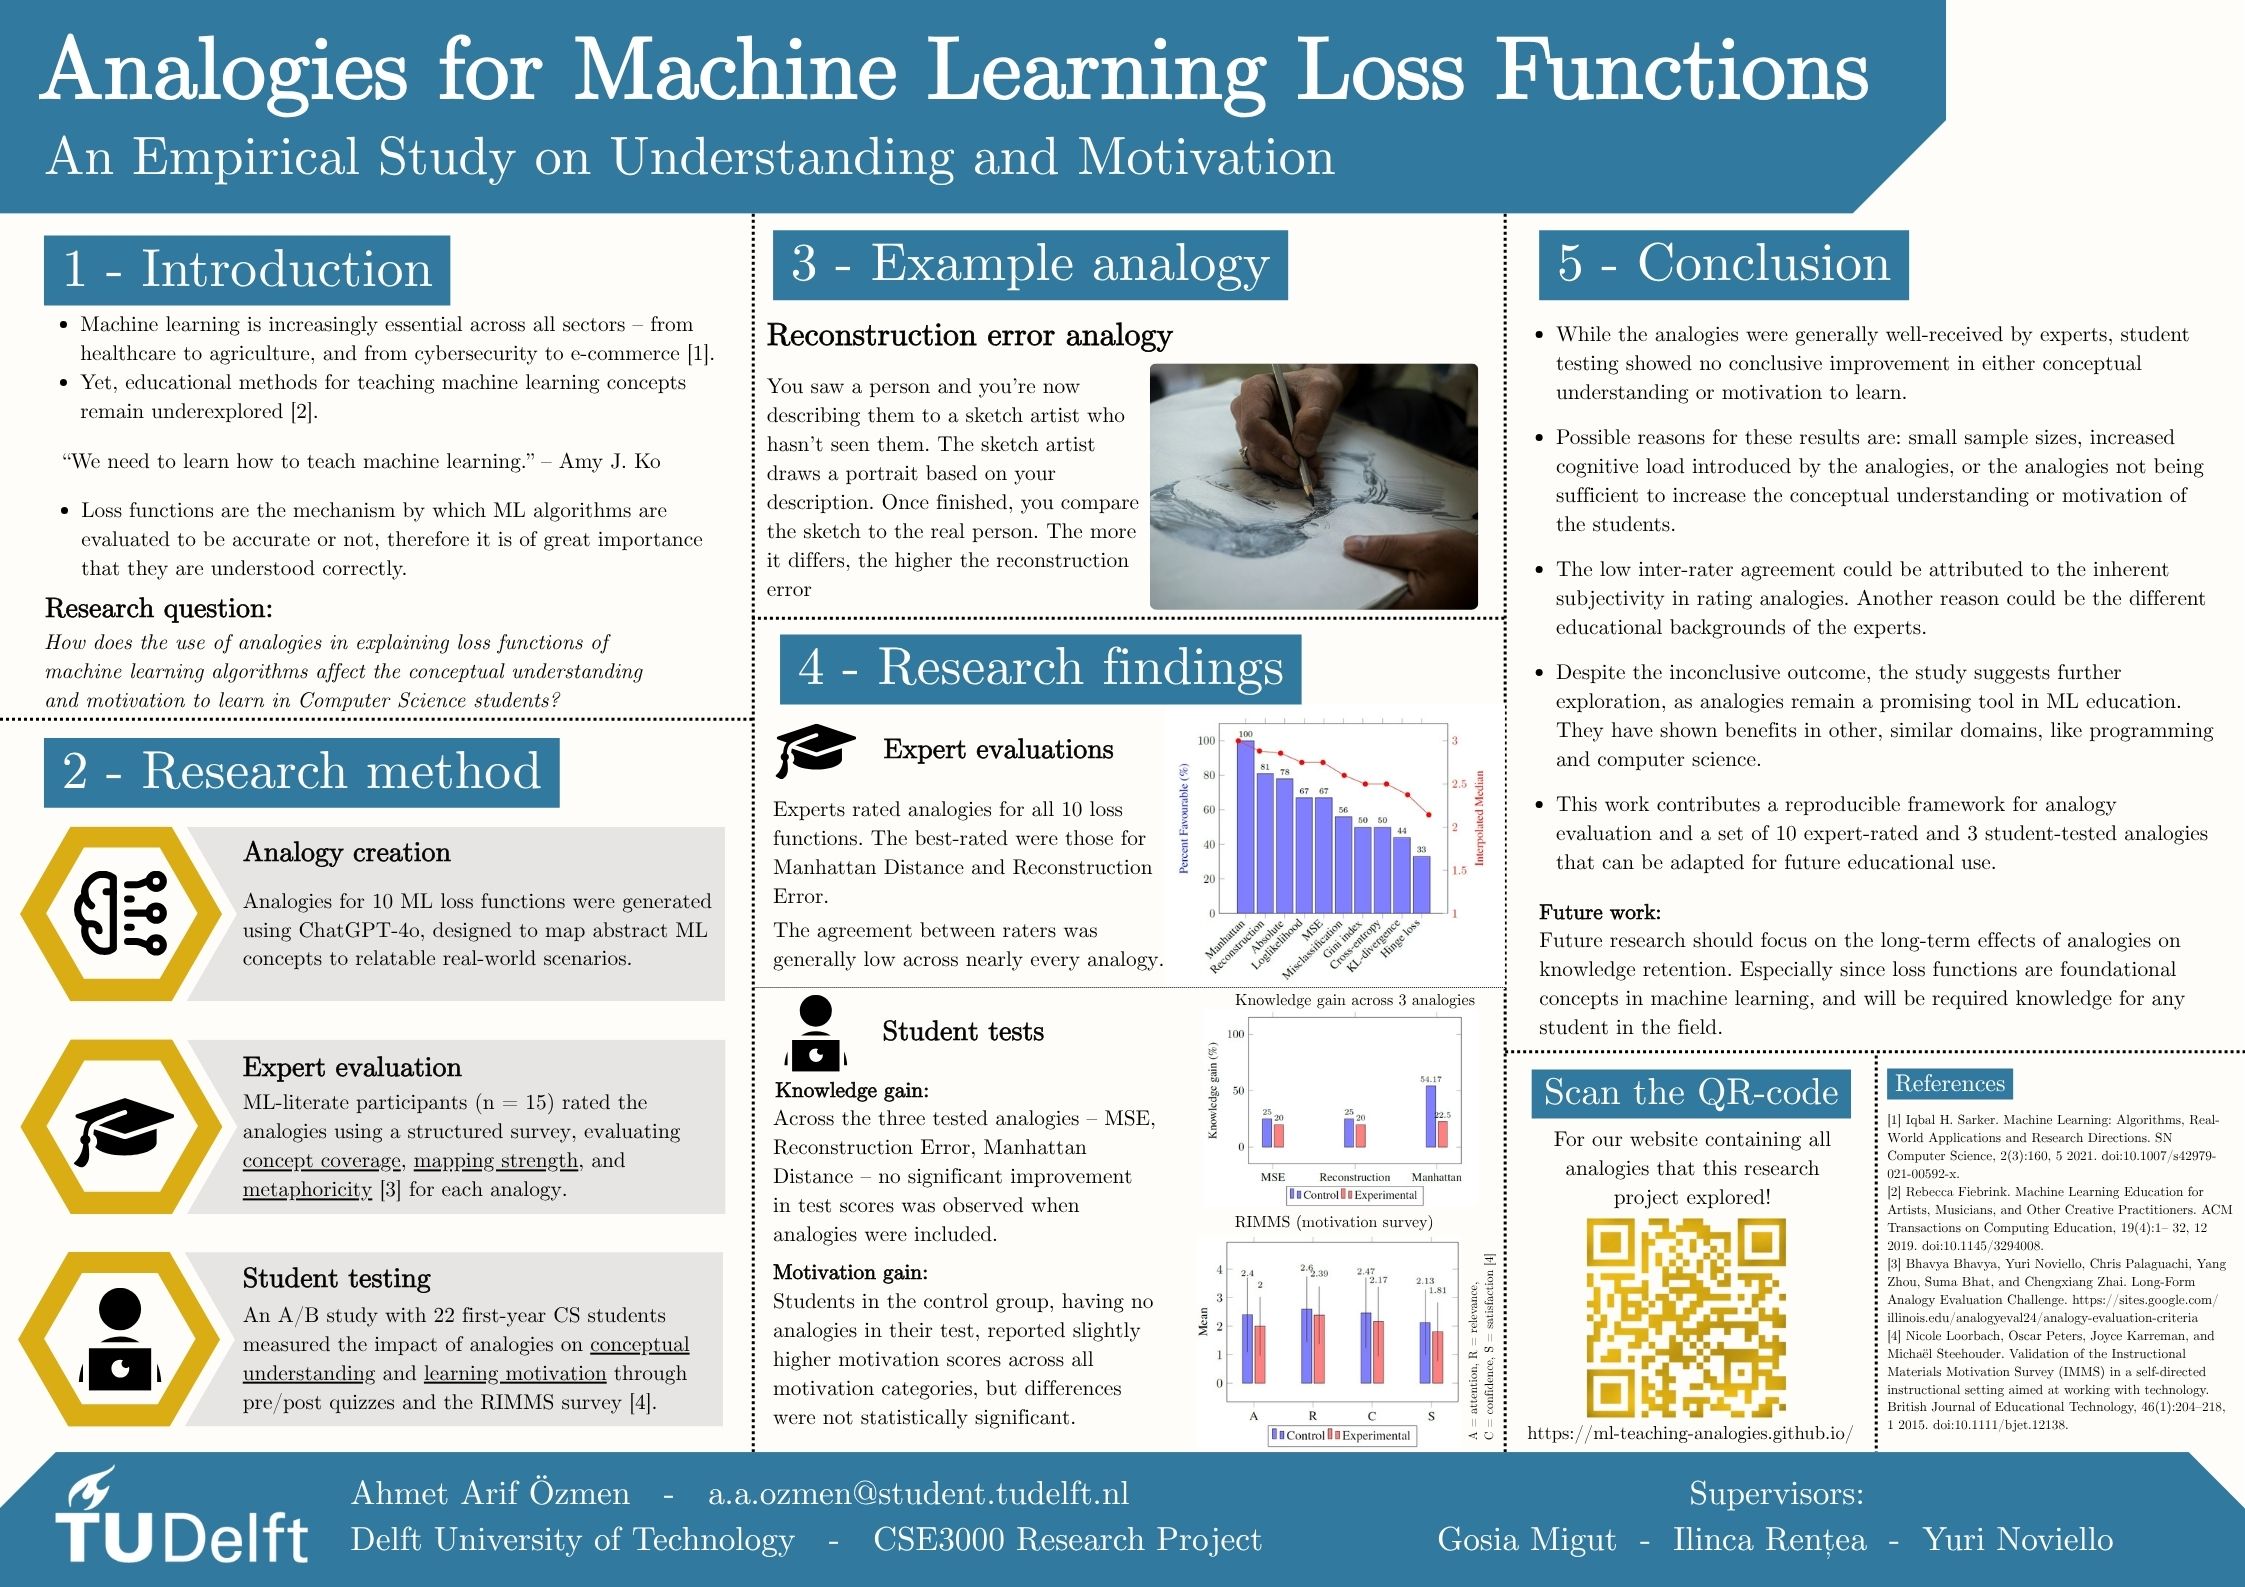 Analogies for Machine Learning Loss Functions
An Empirical Study on Understanding and Motivation
1 - Introduction
• Machine learning is increasingly essential across all sectors – from
healthcare to agriculture, and from cybersecurity to e-commerce [1].
• Yet, educational methods for teaching machine learning concepts
remain underexplored [2].
“We need to learn how to teach machine learning.” – Amy J. Ko
• Loss functions are the mechanism by which ML algorithms are
evaluated to be accurate or not, therefore it is of great importance
that they are understood correctly.
Research question:
How does the use of analogies in explaining loss functions of
machine learning algorithms affect the conceptual understanding
and motivation to learn in Computer Science students?
2 - Research method
Analogy creation
Analogies for 10 ML loss functions were generated
using ChatGPT-4o, designed to map abstract ML
concepts to relatable real-world scenarios.
Expert evaluation
ML-literate participants (n = 15) rated the
analogies using a structured survey, evaluating
concept coverage, mapping strength, and
metaphoricity [3] for each analogy.
Student testing
An A/B study with 22 first-year CS students
measured the impact of analogies on conceptual
understanding and learning motivation through
pre/post quizzes and the RIMMS survey [4].
3 - Example analogy
Reconstruction error analogy
You saw a person and you're now
describing them to a sketch artist who
hasn't seen them. The sketch artist
draws a portrait based on your
description. Once finished, you compare
the sketch to the real person. The more
it differs, the higher the reconstruction
error
4 - Research findings
Expert evaluations
Experts rated analogies for all 10 loss
functions. The best-rated were those for
Manhattan Distance and Reconstruction
Error.
The agreement between raters was
generally low across nearly every analogy.
Percent Favourable (%)
100
80
60
40
20
0
100
81
78
67
67
56
50
50
44
33
3
2.5
2
1.5
1
Interpolated Median
Manhattan
Reconstruction
Absolute
Loglikelihood
MSE
Misclassification
Gini index
Cross-entropy
KL-divergence
Hinge loss
Student tests
Knowledge gain:
Across the three tested analogies – MSE,
Reconstruction Error, Manhattan
Distance – no significant improvement
in test scores was observed when
analogies were included.
Motivation gain:
Students in the control group, having no
analogies in their test, reported slightly
higher motivation scores across all
motivation categories, but differences
were not statistically significant.
Knowledge gain across 3 analogies
Knowledge gain (%)
100
50
0
25 20
25 20
54.17
22.5
MSE Reconstruction Manhattan
Control Experimental
RIMMS (motivation survey)
Mean
4
3
2
1
0
2.4 2
2.6 2.39
2.47 2.17
2.13 1.81
A R C S
Control Experimental
A = attention, R = relevance,
C = confidence, S = satisfaction [4]
5 - Conclusion
• While the analogies were generally well-received by experts, student
testing showed no conclusive improvement in either conceptual
understanding or motivation to learn.
• Possible reasons for these results are: small sample sizes, increased
cognitive load introduced by the analogies, or the analogies not being
sufficient to increase the conceptual understanding or motivation of
the students.
• The low inter-rater agreement could be attributed to the inherent
subjectivity in rating analogies. Another reason could be the different
educational backgrounds of the experts.
• Despite the inconclusive outcome, the study suggests further
exploration, as analogies remain a promising tool in ML education.
They have shown benefits in other, similar domains, like programming
and computer science.
• This work contributes a reproducible framework for analogy
evaluation and a set of 10 expert-rated and 3 student-tested analogies
that can be adapted for future educational use.
Future work:
Future research should focus on the long-term effects of analogies on
knowledge retention. Especially since loss functions are foundational
concepts in machine learning, and will be required knowledge for any
student in the field.
Scan the QR-code
For our website containing all
analogies that this research
project explored!
https://ml-teaching-analogies.github.io/
References
[1] Iqbal H. Sarker. Machine Learning: Algorithms, Real-
World Applications and Research Directions. SN
Computer Science, 2(3):160, 5 2021. doi:10.1007/s42979-
021-00592-x.
[2] Rebecca Fiebrink. Machine Learning Education for
Artists, Musicians, and Other Creative Practitioners. ACM
Transactions on Computing Education, 19(4):1– 32, 12
2019. doi:10.1145/3294008.
[3] Bhavya Bhavya, Yuri Noviello, Chris Palaguachi, Yang
Zhou, Suma Bhat, and Chengxiang Zhai. Long-Form
Analogy Evaluation Challenge. https://sites.google.com/
illinois.edu/analogyeval24/analogy-evaluation-criteria
[4] Nicole Loorbach, Oscar Peters, Joyce Karreman, and
Michaël Steehouder. Validation of the Instructional
Materials Motivation Survey (IMMS) in a self-directed
instructional setting aimed at working with technology.
British Journal of Educational Technology, 46(1):204–218,
1 2015. doi:10.1111/bjet.12138.
TUDelft
Ahmet Arif Özmen - a.a.ozmen@student.tudelft.nl
Delft University of Technology - CSE3000 Research Project
Supervisors:
Gosia Migut - Ilinca Rențea - Yuri Noviello